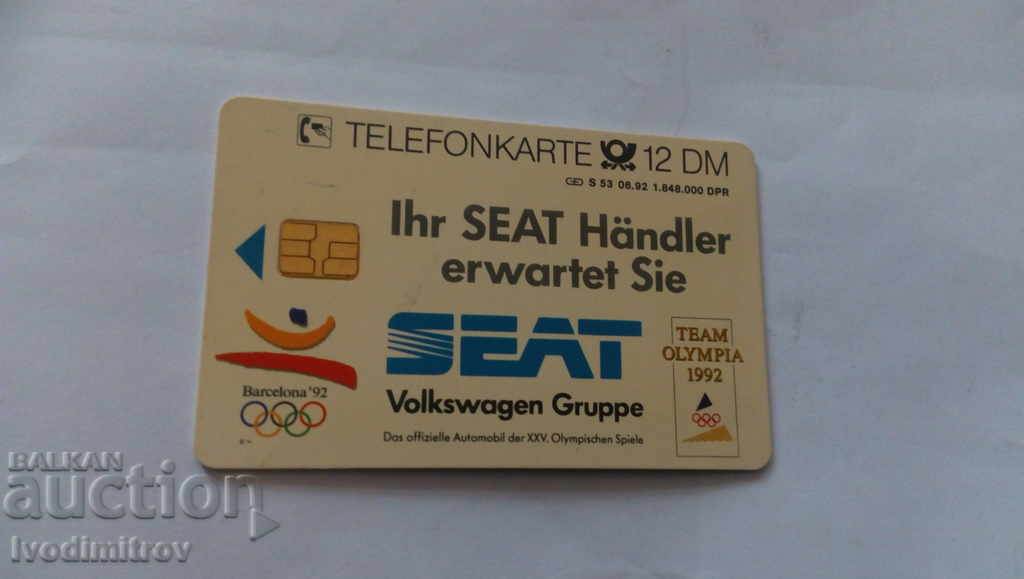 TELEFONKARTE 12 DM
S 53 06.92 1.848.000 DPR
Ihr SEAT Händler
erwartet Sie
SEAT
Volkswagen Gruppe
Das offizielle Automobil der XXV. Olympischen Spiele
Barcelona '92
TEAM
OLYMPIA
1992
BALKAN
auction
Ivodimitrov